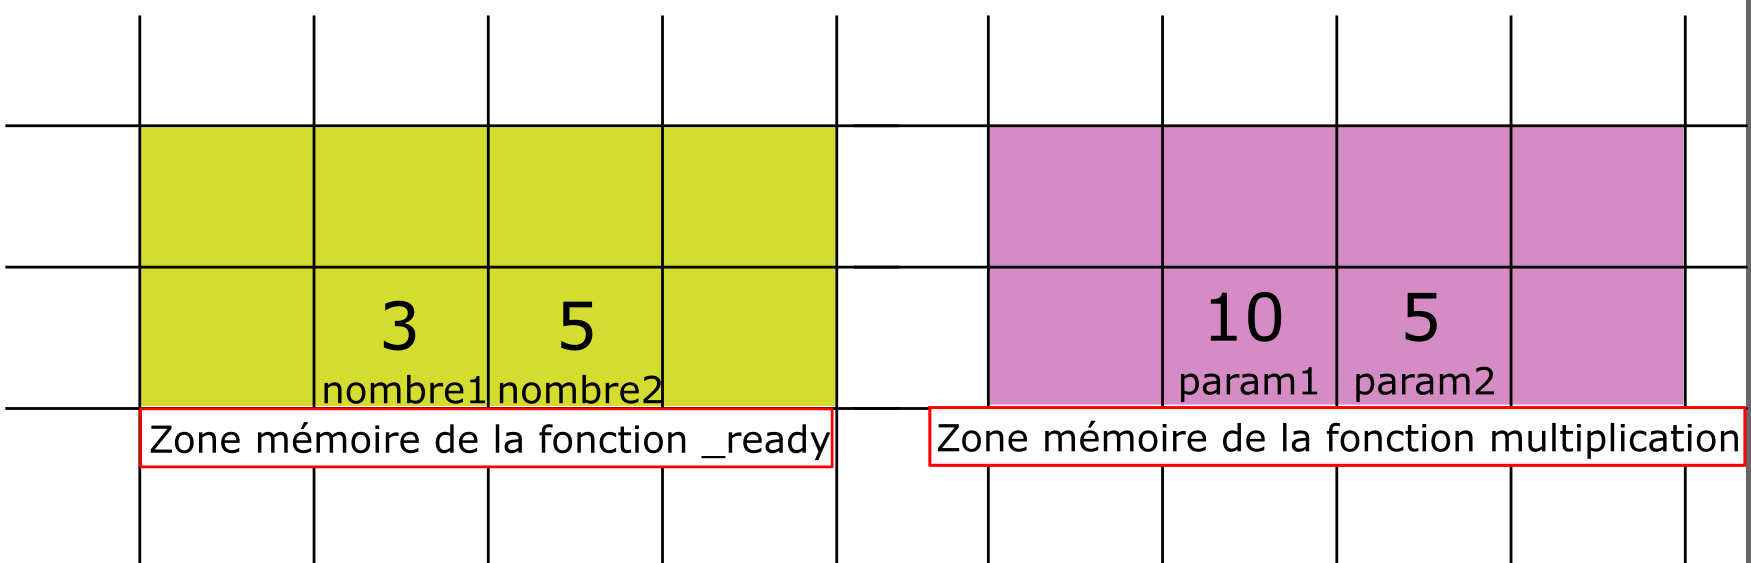 3 5
nombre1 nombre2
Zone mémoire de la fonction _ready
10 5
param1 param2
Zone mémoire de la fonction multiplication